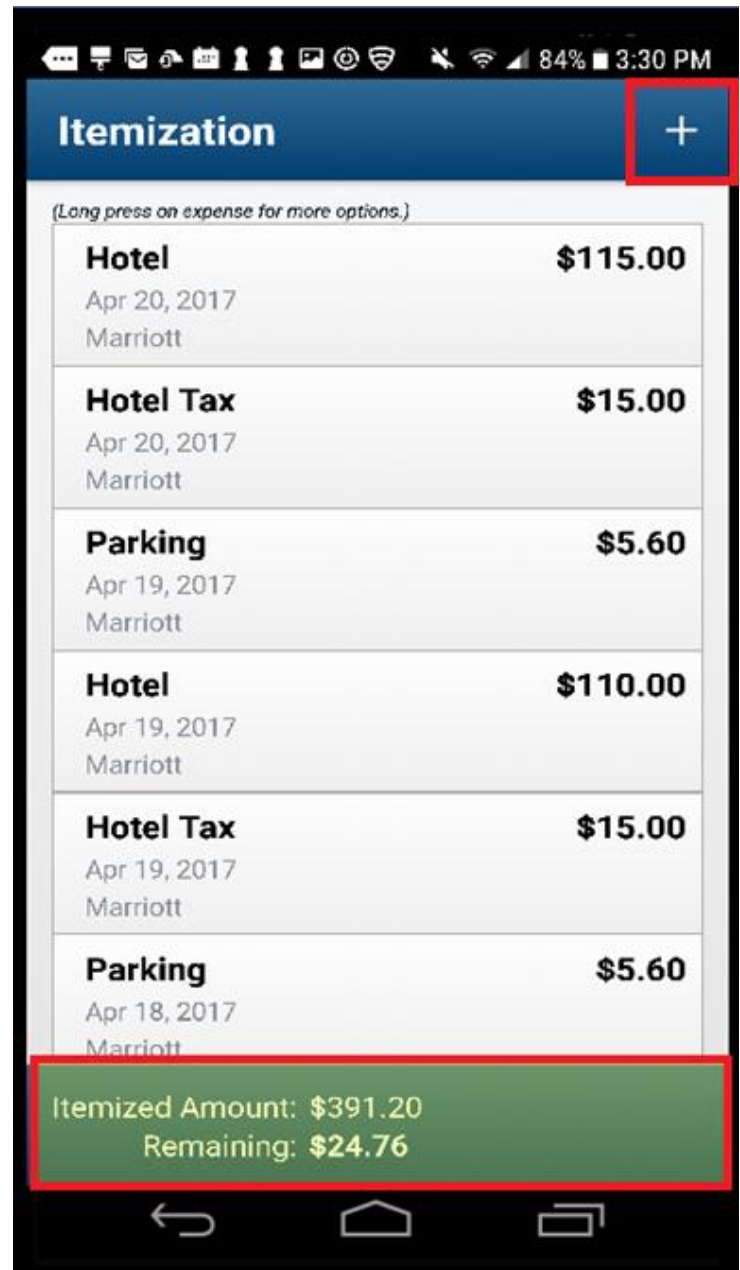 84% 3:30 PM
Itemization +
(Long press on expense for more options.)
Hotel $115.00
Apr 20, 2017
Marriott
Hotel Tax $15.00
Apr 20, 2017
Marriott
Parking $5.60
Apr 19, 2017
Marriott
Hotel $110.00
Apr 19, 2017
Marriott
Hotel Tax $15.00
Apr 19, 2017
Marriott
Parking $5.60
Apr 18, 2017
Marriott
Itemized Amount: $391.20
Remaining: $24.76